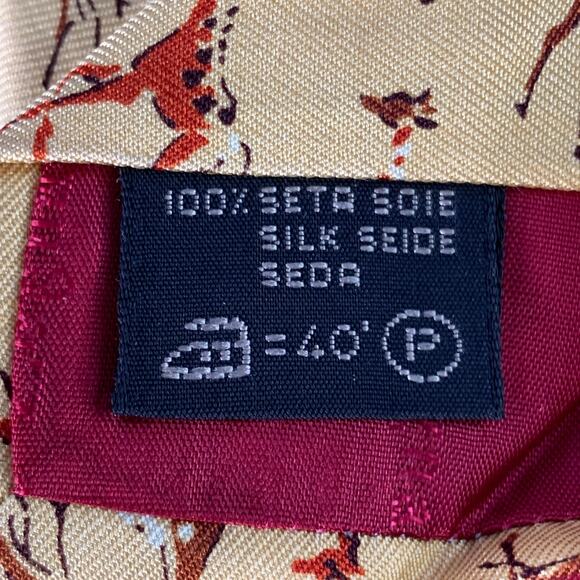 100% SETA SOIE
SILK SEIDE
SEDA
= 40° P